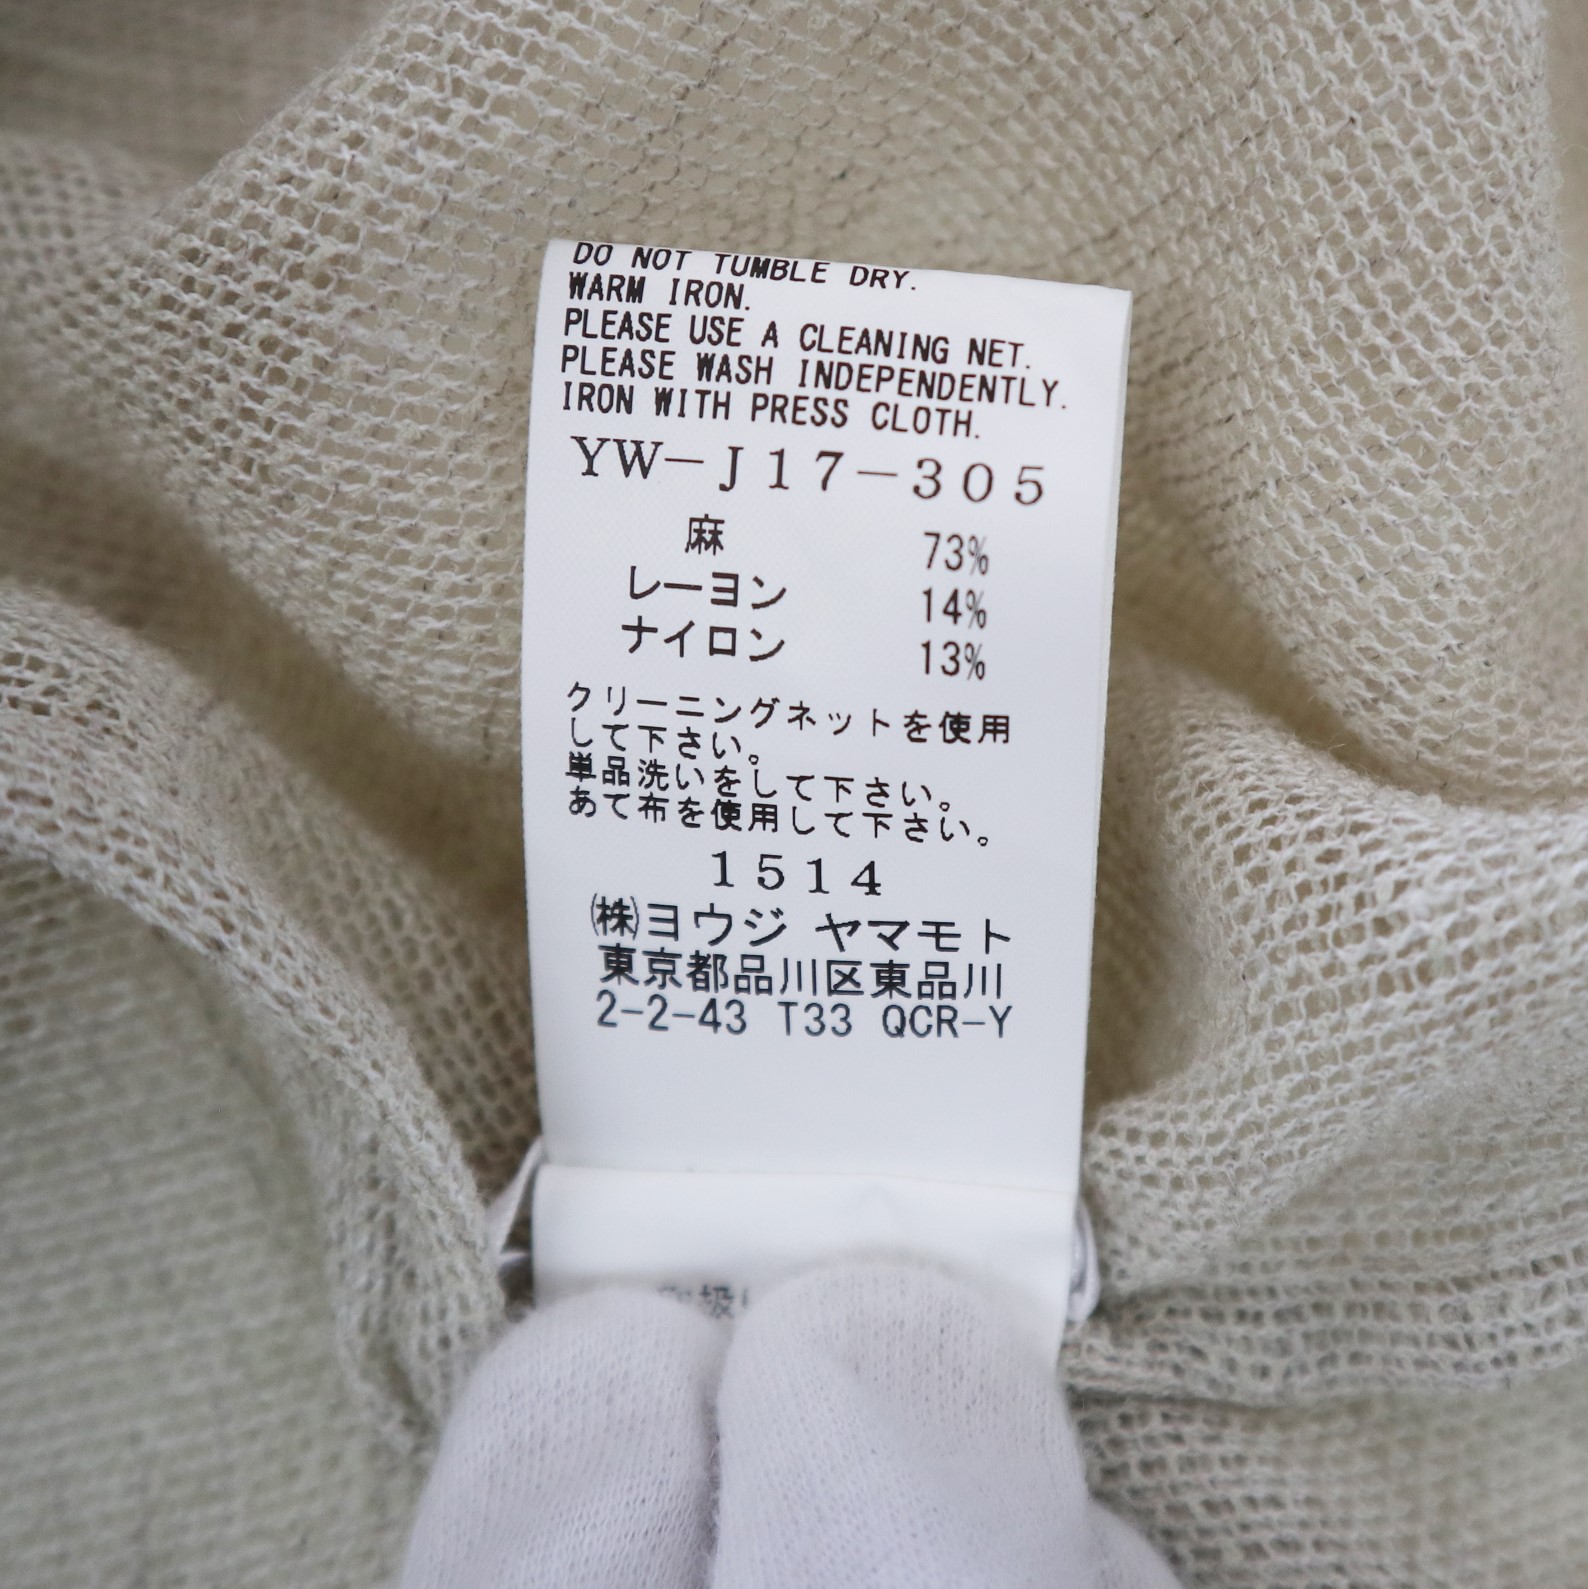 DO NOT TUMBLE DRY.
WARM IRON.
PLEASE USE A CLEANING NET.
PLEASE WASH INDEPENDENTLY.
IRON WITH PRESS CLOTH.
YW-J17-305
麻 73%
レーヨン 14%
ナイロン 13%
クリーニングネットを使用
して下さい。
単品洗いをして下さい。
あて布を使用して下さい。
1514
㈱ヨウジ ヤマモト
東京都品川区東品川
2-2-43 T33 QCR-Y